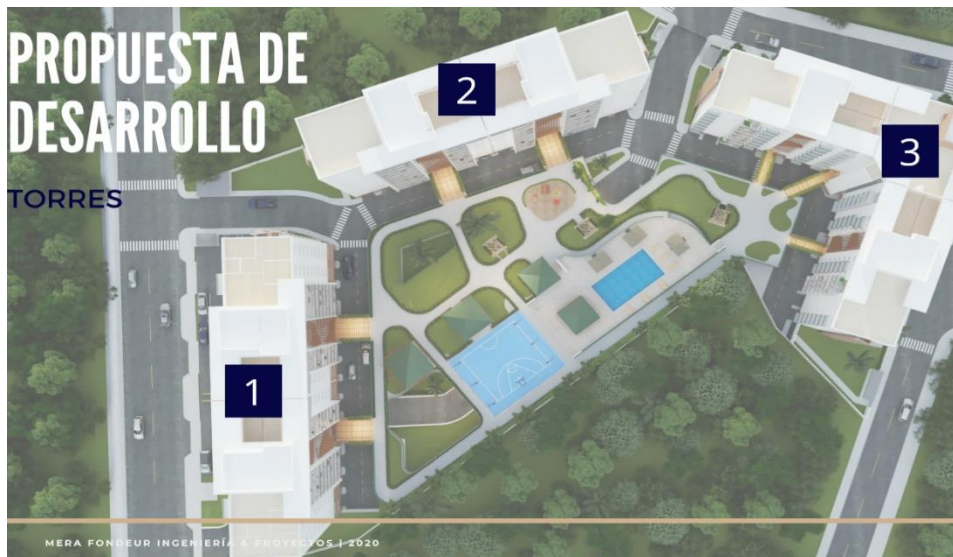 PROPUESTA DE
DESARROLLO
TORRES
2
3
1
MERA FONDEUR INGENIERÍA & PROYECTOS | 2020